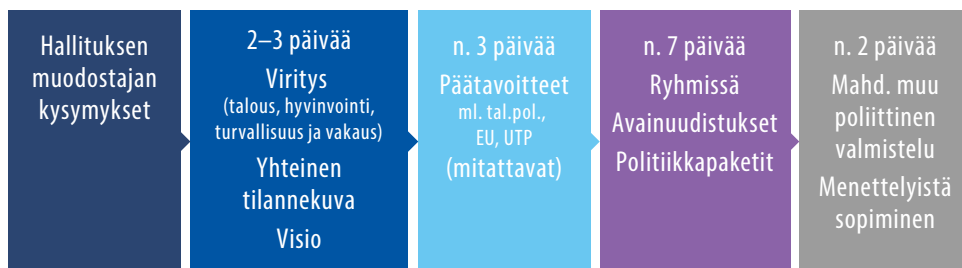 Hallituksen
muodostajan
kysymykset
2–3 päivää
Viritys
(talous, hyvinvointi,
turvallisuus ja vakaus)
Yhteinen
tilannekuva
Visio
n. 3 päivää
Päätavoitteet
ml. tal.pol.,
EU, UTP
(mitattavat)
n. 7 päivää
Ryhmissä
Avainuudistukset
Politiikkapaketit
n. 2 päivää
Mahd. muu
poliittinen
valmistelu
Menettelyistä
sopiminen